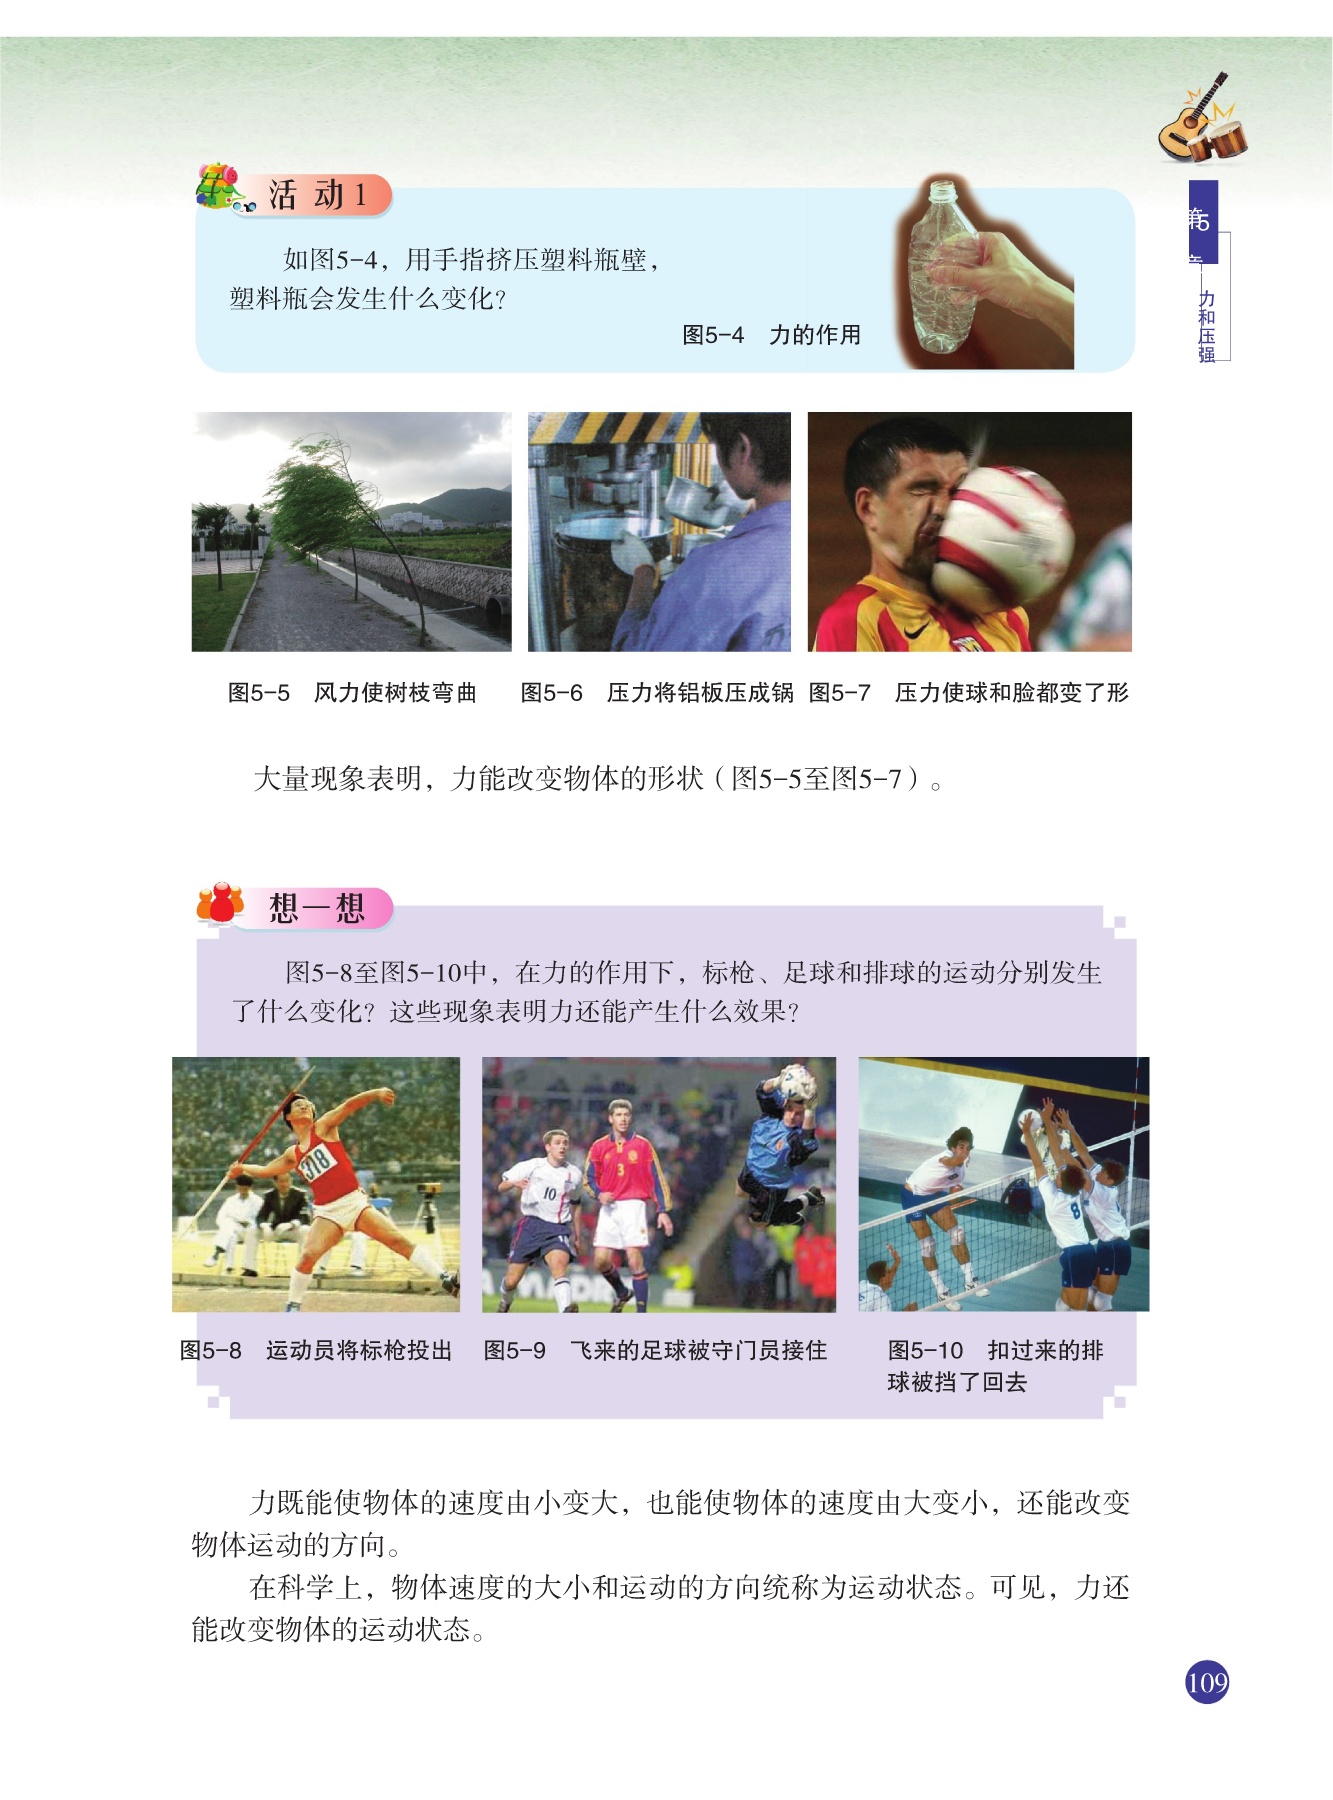 活 动 1
如图5-4，用手指挤压塑料瓶壁，
塑料瓶会发生什么变化？
图5-4 力的作用
第5章
力和压强
图5-5 风力使树枝弯曲
图5-6 压力将铝板压成锅
图5-7 压力使球和脸都变了形
大量现象表明，力能改变物体的形状（图5-5至图5-7）。
想一想
图5-8至图5-10中，在力的作用下，标枪、足球和排球的运动分别发生
了什么变化？这些现象表明力还能产生什么效果？
318
10
3
8
图5-8 运动员将标枪投出
图5-9 飞来的足球被守门员接住
图5-10 扣过来的排
球被挡了回去
力既能使物体的速度由小变大，也能使物体的速度由大变小，还能改变
物体运动的方向。
在科学上，物体速度的大小和运动的方向统称为运动状态。可见，力还
能改变物体的运动状态。
109